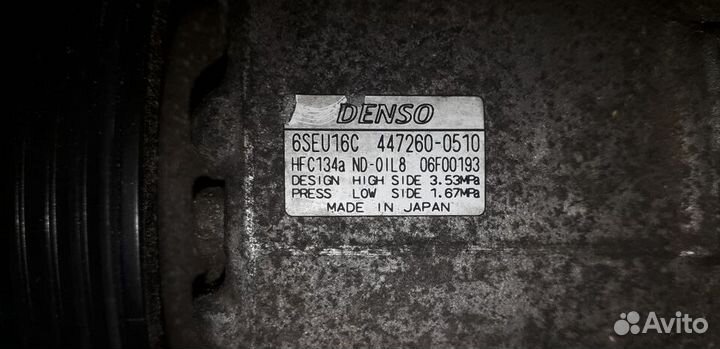 DENSO
6SEU16C 447260-0510
HFC134a ND-OIL8 06F00193
DESIGN HIGH SIDE 3.53MPa
PRESS LOW SIDE 1.67MPa
MADE IN JAPAN
Avito